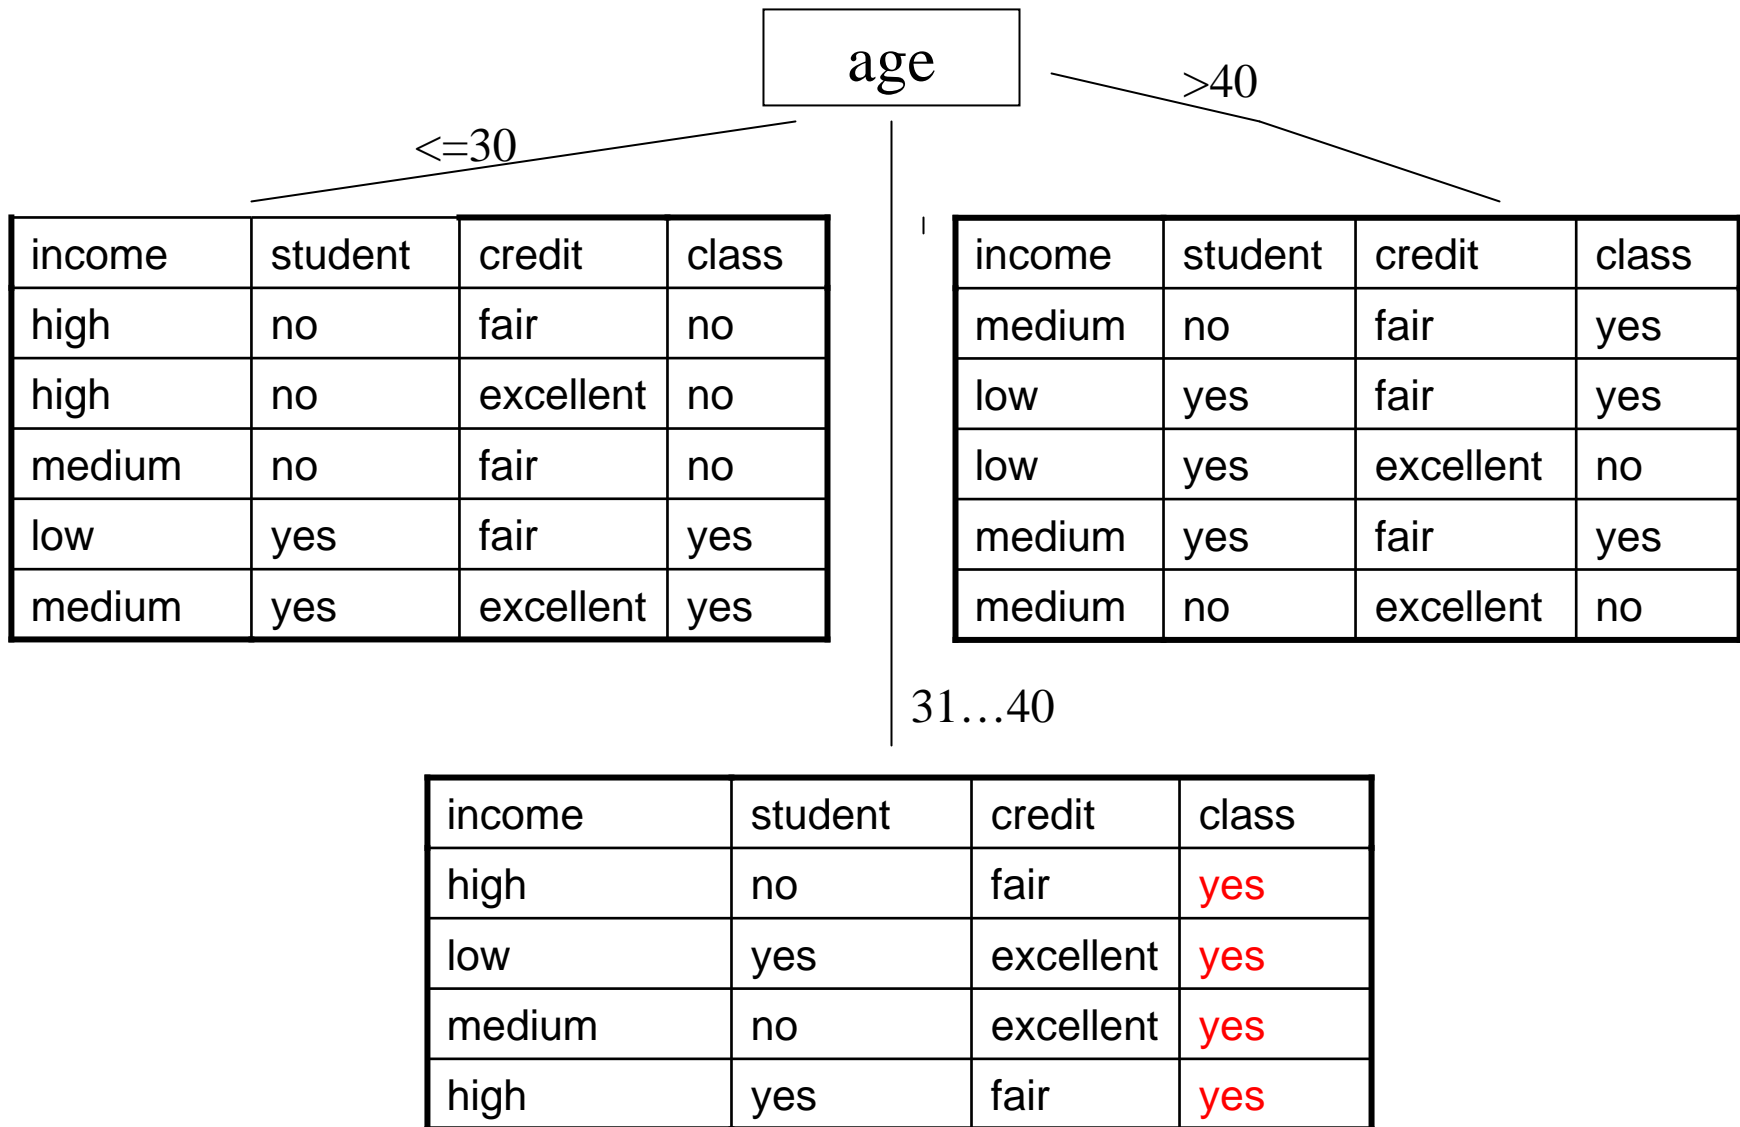 age
<=30
>40
income student credit class
high no fair no
high no excellent no
medium no fair no
low yes fair yes
medium yes excellent yes
income student credit class
medium no fair yes
low yes fair yes
low yes excellent no
medium yes fair yes
medium no excellent no
31…40
income student credit class
high no fair yes
low yes excellent yes
medium no excellent yes
high yes fair yes